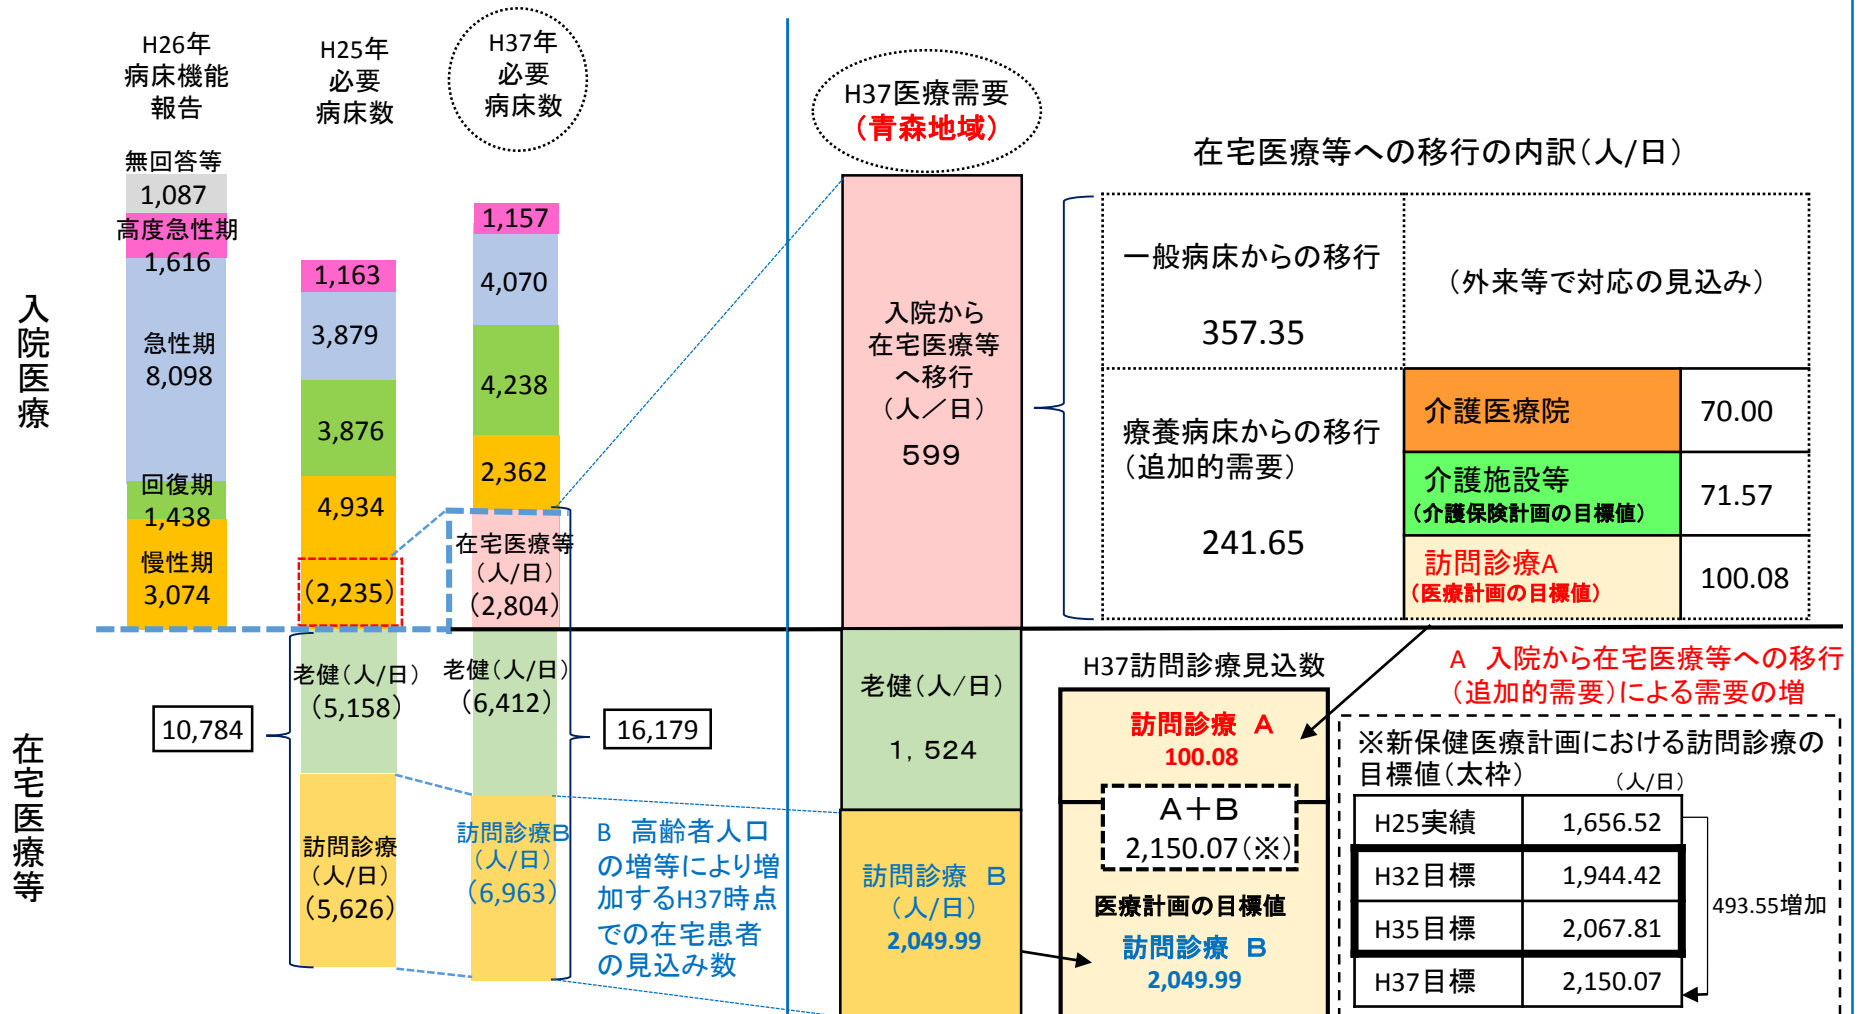 H26年
病床機能
報告
H25年
必要
病床数
H37年
必要
病床数
入院医療
在宅医療等
無回答等
1,087
高度急性期
1,616
急性期
8,098
回復期
1,438
慢性期
3,074
1,163
3,879
3,876
4,934
(2,235)
老健(人/日)
(5,158)
訪問診療
(人/日)
(5,626)
10,784
1,157
4,070
4,238
2,362
在宅医療等
(人/日)
(2,804)
老健(人/日)
(6,412)
訪問診療B
(人/日)
(6,963)
16,179
B 高齢者人口
の増等により増
加するH37時点
での在宅患者
の見込み数
H37医療需要
(青森地域)
入院から
在宅医療等
へ移行
(人/日)
599
老健(人/日)
1,524
訪問診療 B
(人/日)
2,049.99
在宅医療等への移行の内訳(人/日)
一般病床からの移行
357.35
(外来等で対応の見込み)
療養病床からの移行
(追加的需要)
241.65
介護医療院
70.00
介護施設等
(介護保険計画の目標値)
71.57
訪問診療A
(医療計画の目標値)
100.08
H37訪問診療見込数
訪問診療 A
100.08
A+B
2,150.07(※)
医療計画の目標値
訪問診療 B
2,049.99
A 入院から在宅医療等への移行
(追加的需要)による需要の増
※新保健医療計画における訪問診療の
目標値(太枠)
(人/日)
H25実績 1,656.52
H32目標 1,944.42
H35目標 2,067.81
H37目標 2,150.07
493.55増加